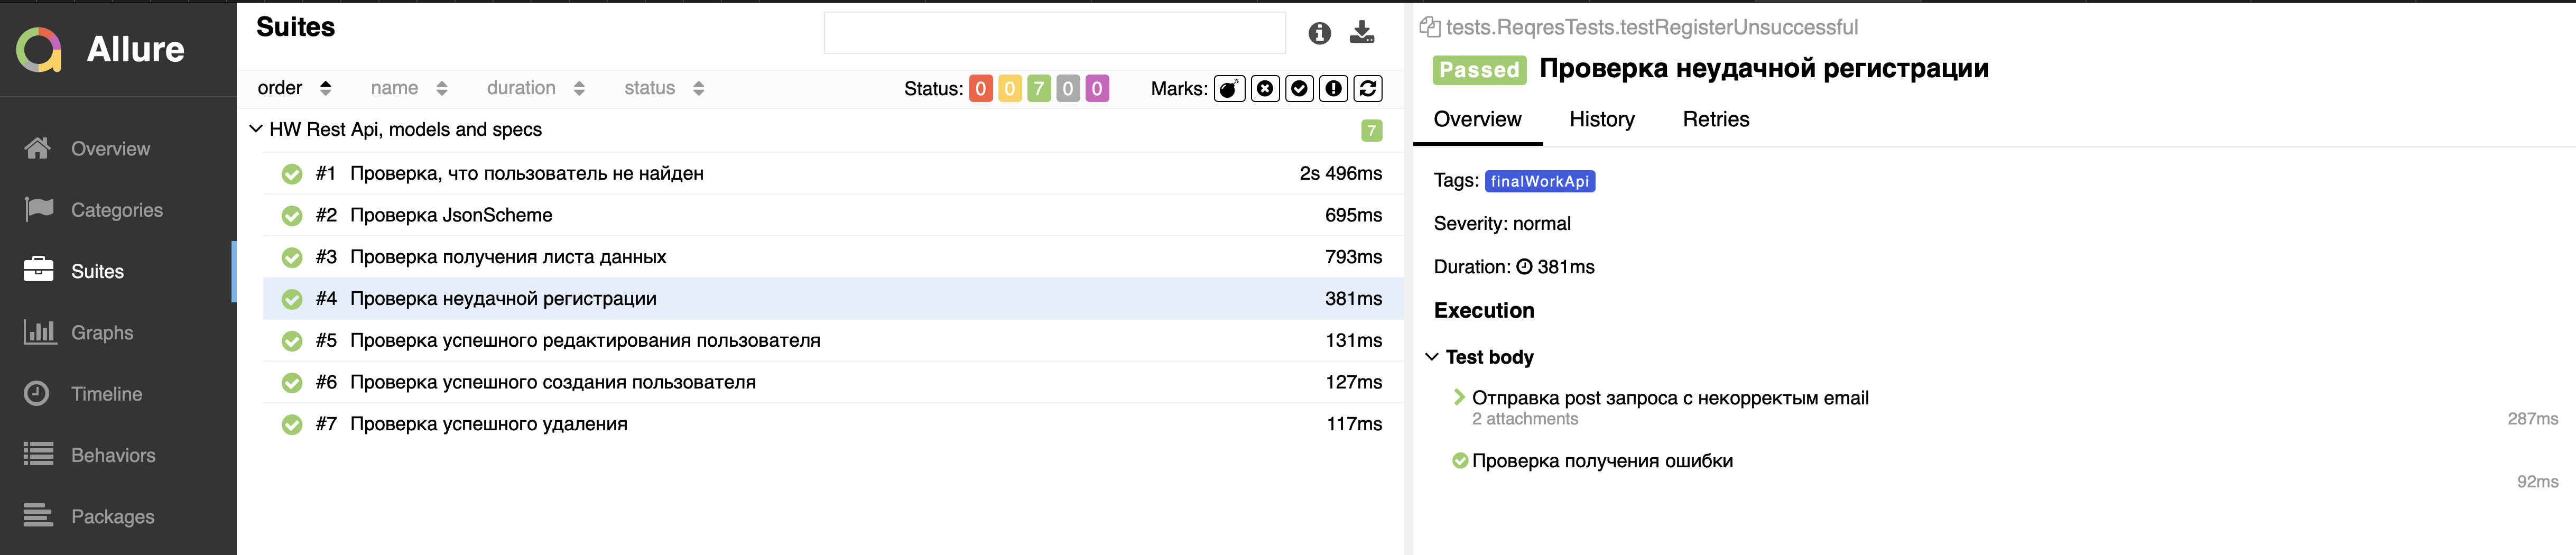 Allure
Overview
Categories
Suites
Graphs
Timeline
Behaviors
Packages
Suites
order name duration status Status: 0 0 7 0 0 Marks:
HW Rest Api, models and specs 7
#1 Проверка, что пользователь не найден 2s 496ms
#2 Проверка JsonScheme 695ms
#3 Проверка получения листа данных 793ms
#4 Проверка неудачной регистрации 381ms
#5 Проверка успешного редактирования пользователя 131ms
#6 Проверка успешного создания пользователя 127ms
#7 Проверка успешного удаления 117ms
tests.ReqresTests.testRegisterUnsuccessful
Passed Проверка неудачной регистрации
Overview History Retries
Tags: finalWorkApi
Severity: normal
Duration: 381ms
Execution
Test body
Отправка post запроса с некорректым email
2 attachments 287ms
Проверка получения ошибки
92ms